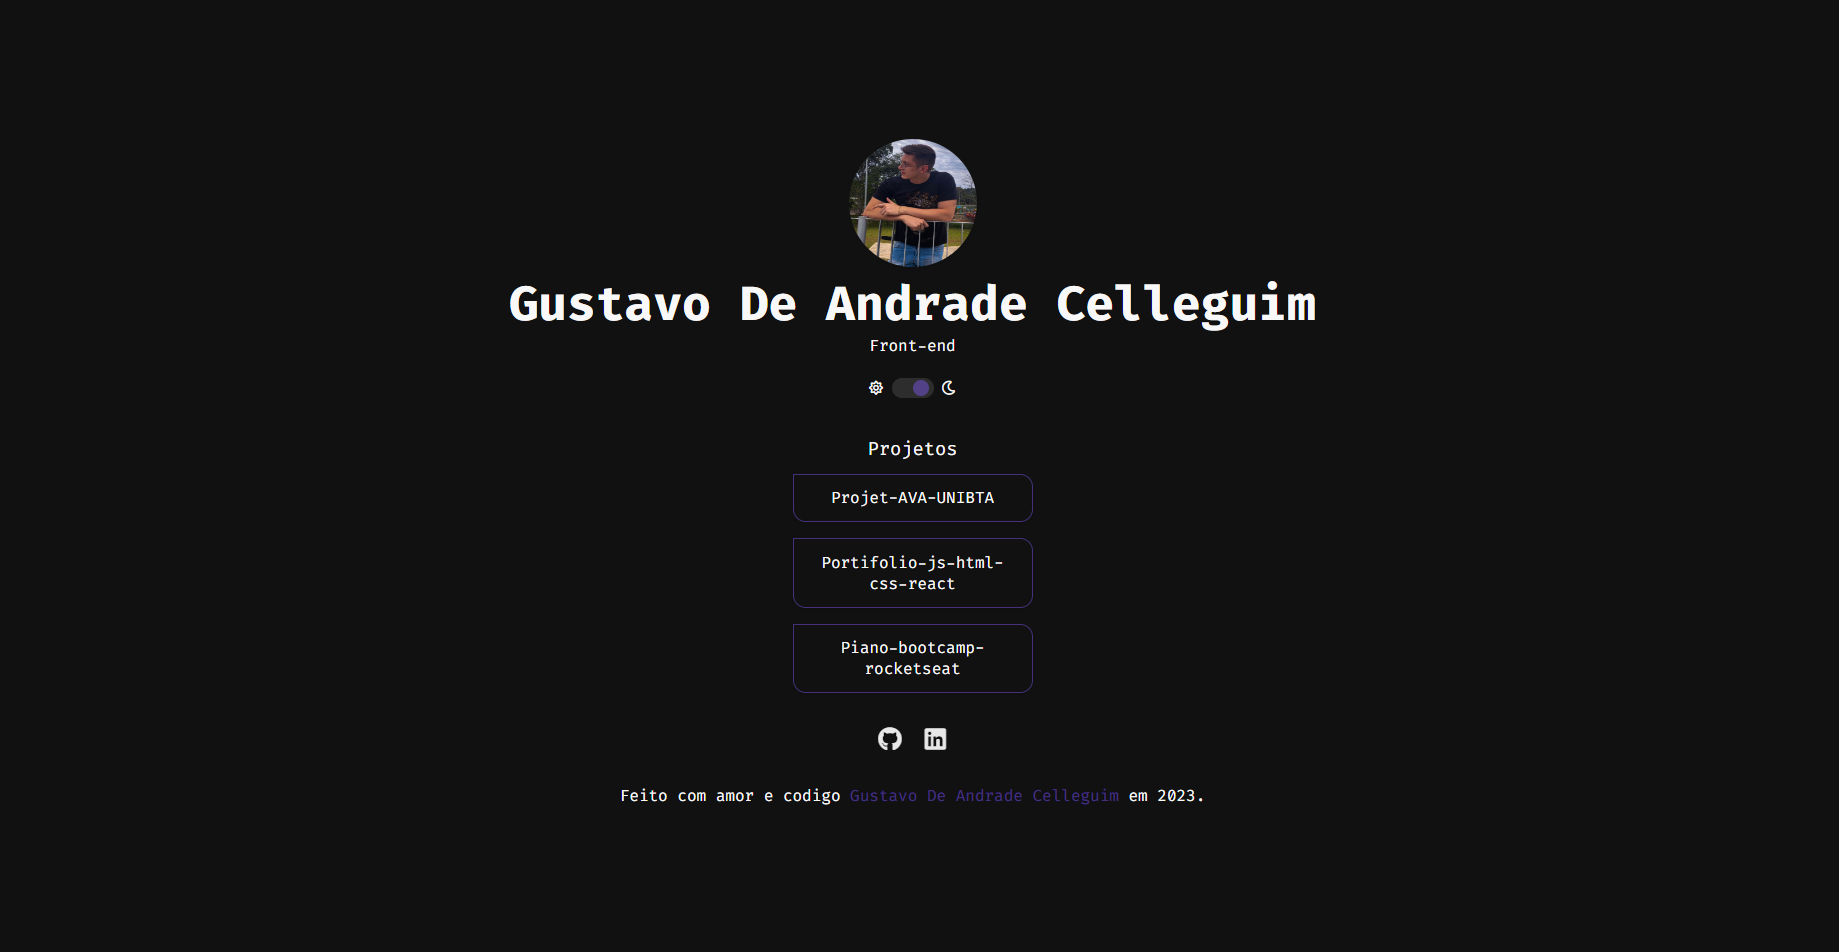 Gustavo De Andrade Celleguim
Front-end
Projetos
Projet-AVA-UNIBTA
Portifolio-js-html-
css-react
Piano-bootcamp-
rocketseat
in
Feito com amor e codigo Gustavo De Andrade Celleguim em 2023.